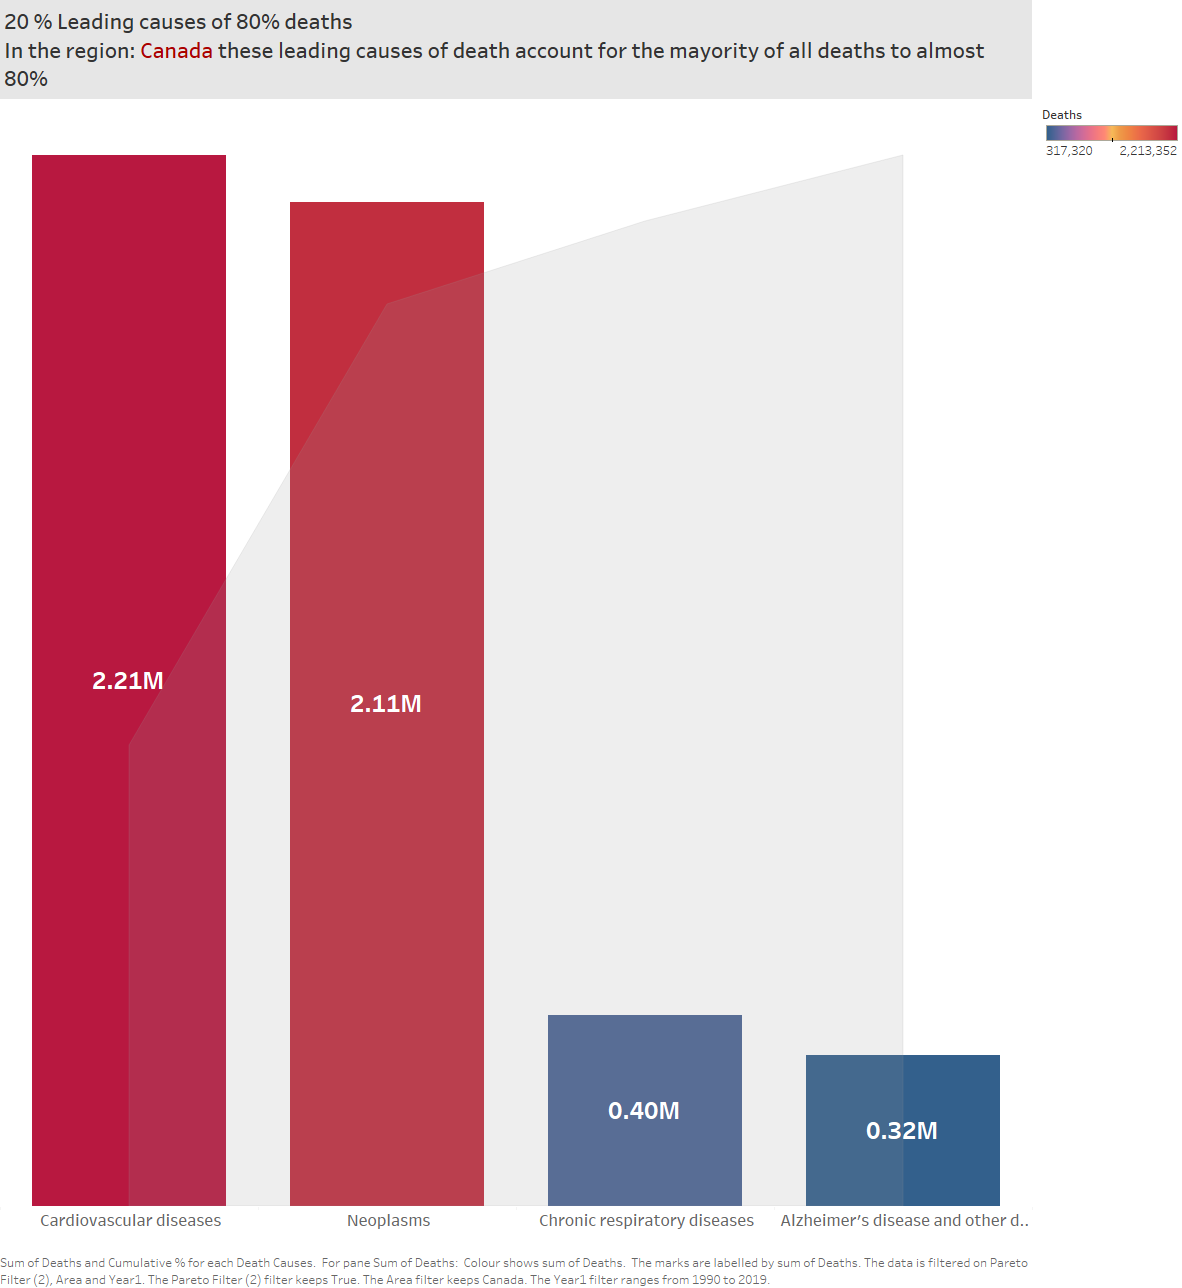 20 % Leading causes of 80% deaths
In the region: Canada these leading causes of death account for the mayority of all deaths to almost
80%
Deaths
317,320 2,213,352
2.21M
2.11M
0.40M
0.32M
Cardiovascular diseases Neoplasms Chronic respiratory diseases Alzheimer's disease and other d..
Sum of Deaths and Cumulative % for each Death Causes.  For pane Sum of Deaths:  Colour shows sum of Deaths.  The marks are labelled by sum of Deaths. The data is filtered on Pareto
Filter (2), Area and Year1. The Pareto Filter (2) filter keeps True. The Area filter keeps Canada. The Year1 filter ranges from 1990 to 2019.